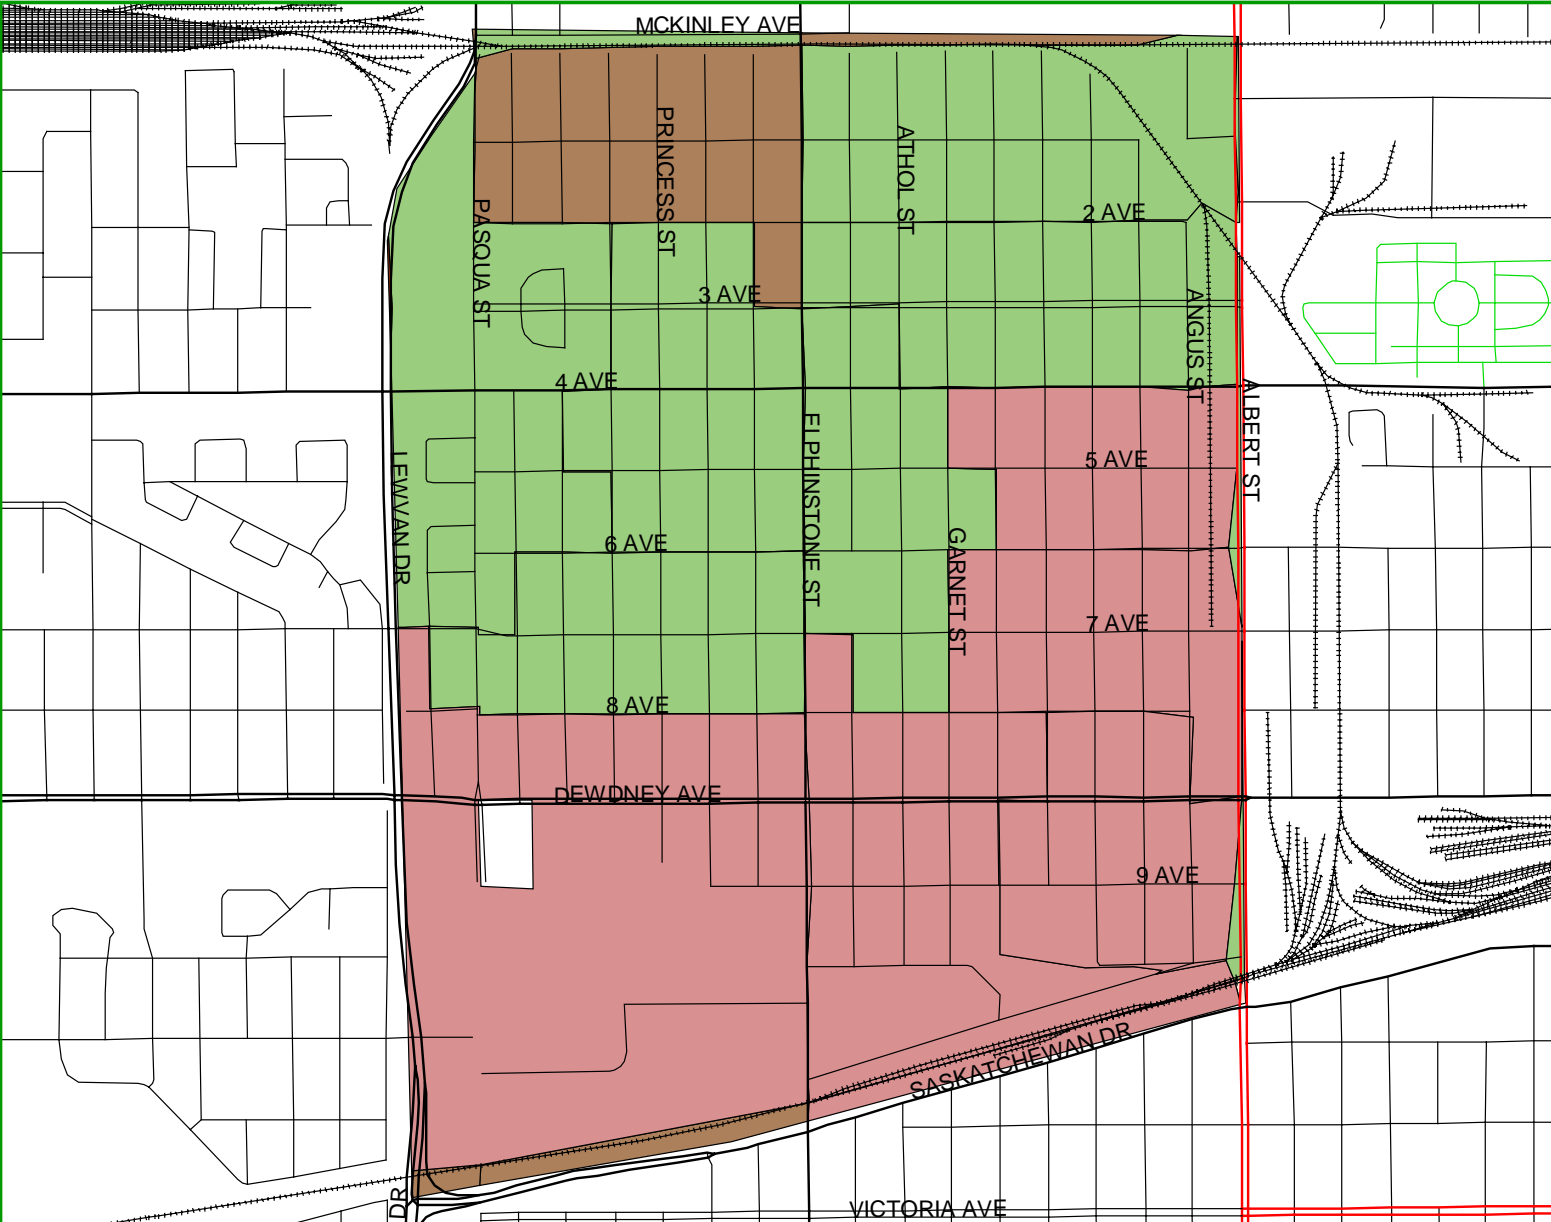 MCKINLEY AVE
PRINCESS ST
ATHOL ST
PASQUA ST
2 AVE
3 AVE
ANGUS ST
4 AVE
ALBERT ST
ELPHINSTONE ST
5 AVE
LEWVAN DR
GARNET ST
6 AVE
7 AVE
8 AVE
DEWDNEY AVE
9 AVE
SASKATCHEWAN DR
DR
VICTORIA AVE